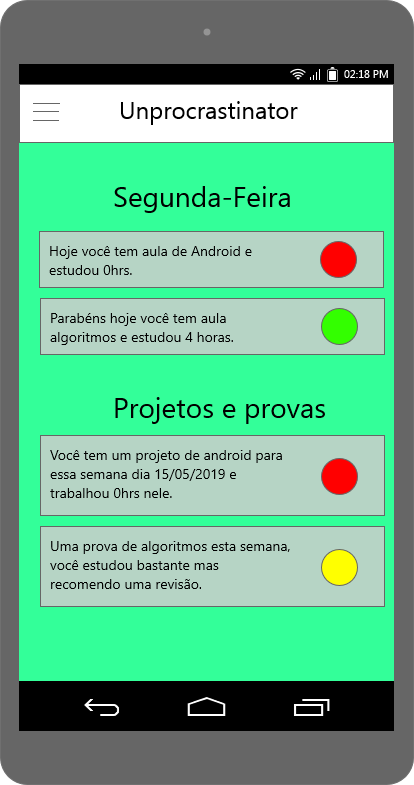 02:18 PM
Unprocrastinator
Segunda-Feira
Hoje você tem aula de Android e
estudou 0hrs.
Parabéns hoje você tem aula
algoritmos e estudou 4 horas.
Projetos e provas
Você tem um projeto de android para
essa semana dia 15/05/2019 e
trabalhou 0hrs nele.
Uma prova de algoritmos esta semana,
você estudou bastante mas
recomendo uma revisão.